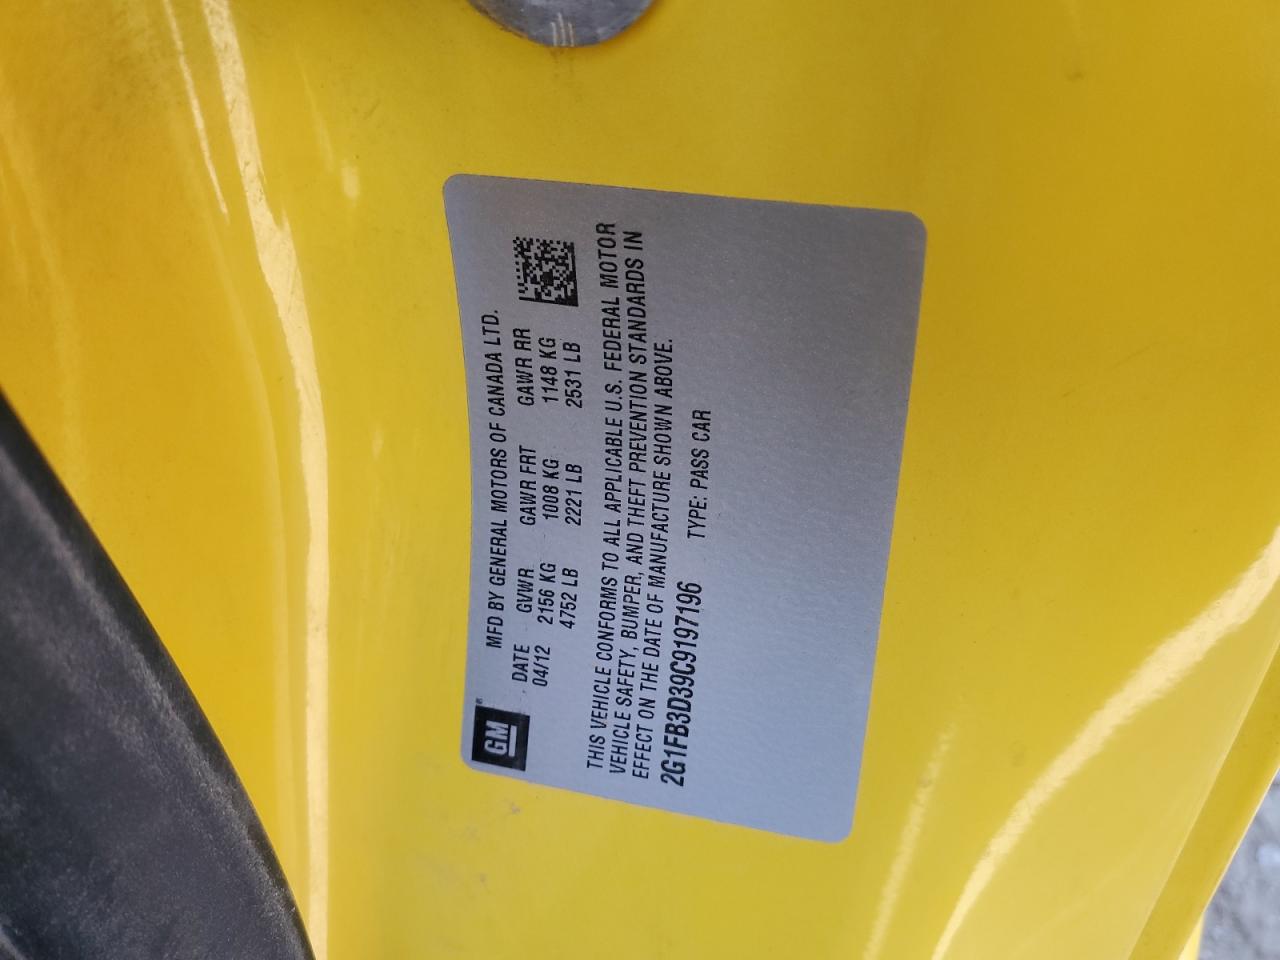 GM
MFD BY GENERAL MOTORS OF CANADA LTD.
DATE GVWR GAWR FRT GAWR RR
04/12 2156 KG 1008 KG 1148 KG
4752 LB 2221 LB 2531 LB
THIS VEHICLE CONFORMS TO ALL APPLICABLE U.S. FEDERAL MOTOR
VEHICLE SAFETY, BUMPER, AND THEFT PREVENTION STANDARDS IN
EFFECT ON THE DATE OF MANUFACTURE SHOWN ABOVE.
2G1FB3D39C9197196 TYPE: PASS CAR